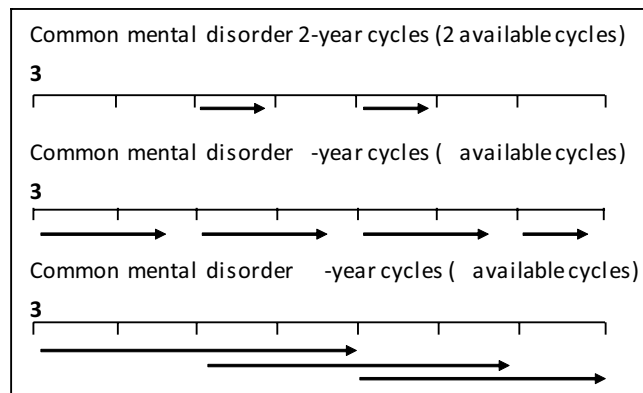 Common mental disorder 2-year cycles (2 available cycles)
3
Common mental disorder -year cycles ( available cycles)
3
Common mental disorder -year cycles ( available cycles)
3